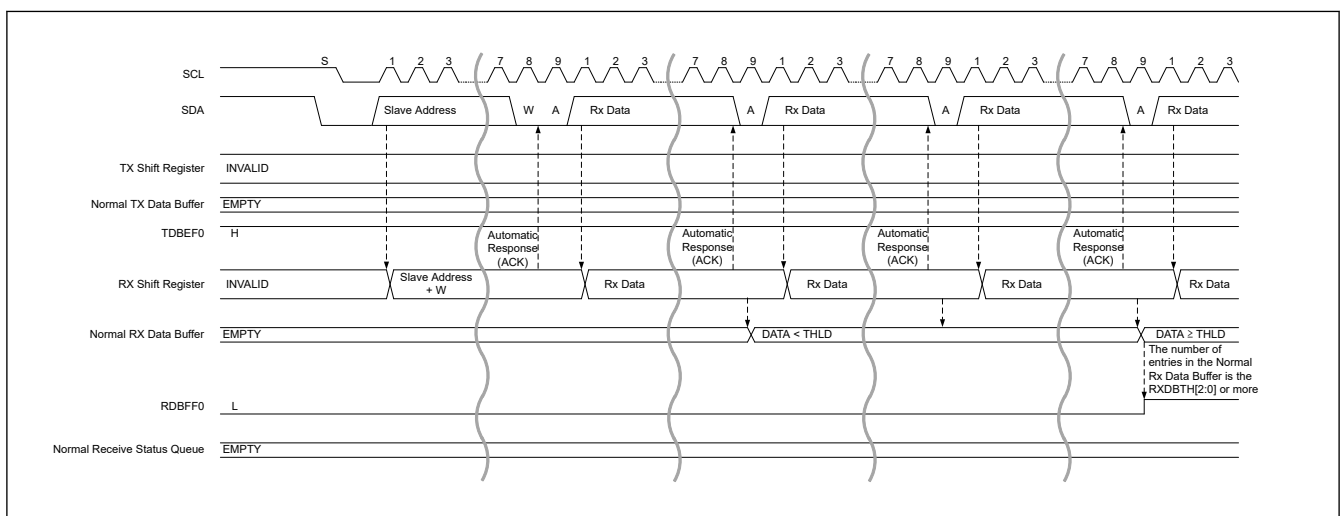 S 1 2 3 7 8 9 1 2 3 7 8 9 1 2 3 7 8 9 1 2 3 7 8 9 1 2 3
SCL
SDA Slave Address W A Rx Data A Rx Data A Rx Data A Rx Data
TX Shift Register INVALID
Normal TX Data Buffer EMPTY
TDBEF0 H
Automatic Response (ACK) Automatic Response (ACK) Automatic Response (ACK) Automatic Response (ACK)
RX Shift Register INVALID Slave Address + W Rx Data Rx Data Rx Data Rx Data
Normal RX Data Buffer EMPTY DATA < THLD DATA ≥ THLD
The number of
entries in the Normal
Rx Data Buffer is the
RXDBTH[2:0] or more
RDBFF0 L
Normal Receive Status Queue EMPTY